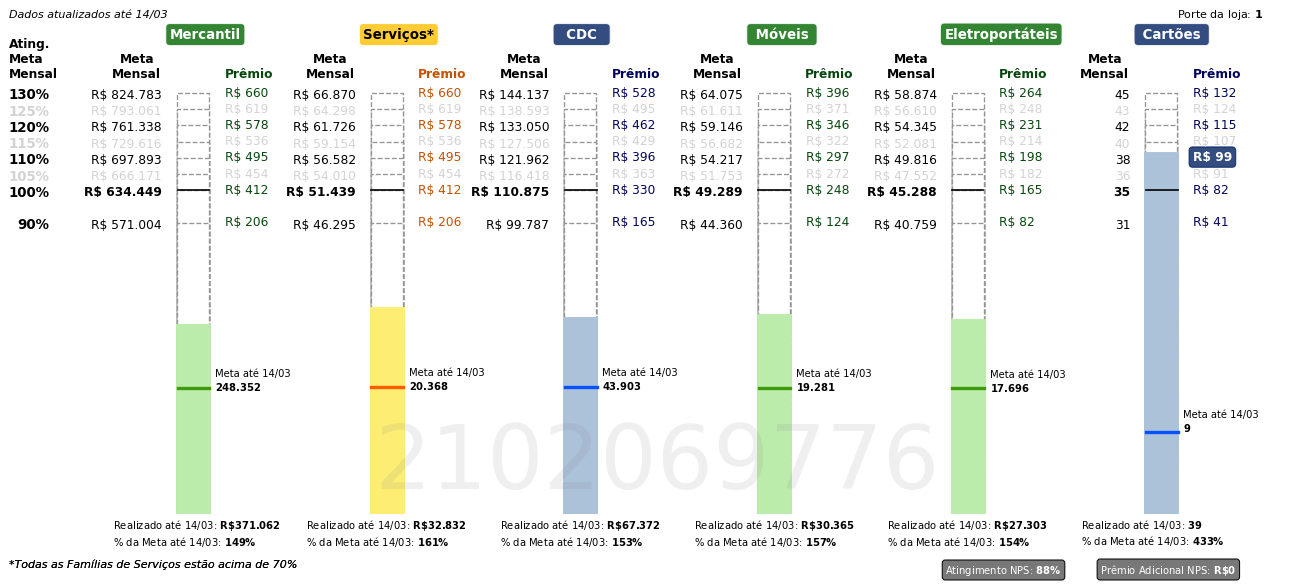 Dados atualizados até 14/03
Porte da loja: 1
Mercantil Serviços* CDC Móveis Eletroportáteis Cartões
Ating. Meta Mensal
Meta Mensal Prêmio Meta Mensal Prêmio Meta Mensal Prêmio Meta Mensal Prêmio Meta Mensal Prêmio Meta Mensal Prêmio
130% R$ 824.783 R$ 660 R$ 66.870 R$ 660 R$ 144.137 R$ 528 R$ 64.075 R$ 396 R$ 58.874 R$ 264 45 R$ 132
125% R$ 793.061 R$ 619 R$ 64.298 R$ 619 R$ 138.593 R$ 495 R$ 61.611 R$ 371 R$ 56.610 R$ 248 43 R$ 124
120% R$ 761.338 R$ 578 R$ 61.726 R$ 578 R$ 133.050 R$ 462 R$ 59.146 R$ 346 R$ 54.345 R$ 231 42 R$ 115
115% R$ 729.616 R$ 536 R$ 59.154 R$ 536 R$ 127.506 R$ 429 R$ 56.682 R$ 322 R$ 52.081 R$ 214 40 R$ 107
110% R$ 697.893 R$ 495 R$ 56.582 R$ 495 R$ 121.962 R$ 396 R$ 54.217 R$ 297 R$ 49.816 R$ 198 38 R$ 99
105% R$ 666.171 R$ 454 R$ 54.010 R$ 454 R$ 116.418 R$ 363 R$ 51.753 R$ 272 R$ 47.552 R$ 182 36 R$ 91
100% R$ 634.449 R$ 412 R$ 51.439 R$ 412 R$ 110.875 R$ 330 R$ 49.289 R$ 248 R$ 45.288 R$ 165 35 R$ 82
90% R$ 571.004 R$ 206 R$ 46.295 R$ 206 R$ 99.787 R$ 165 R$ 44.360 R$ 124 R$ 40.759 R$ 82 31 R$ 41
Meta até 14/03 Meta até 14/03 Meta até 14/03 Meta até 14/03 Meta até 14/03 Meta até 14/03
248.352 20.368 43.903 19.281 17.696 9
2102069776
Realizado até 14/03: R$371.062 Realizado até 14/03: R$32.832 Realizado até 14/03: R$67.372 Realizado até 14/03: R$30.365 Realizado até 14/03: R$27.303 Realizado até 14/03: 39
% da Meta até 14/03: 149% % da Meta até 14/03: 161% % da Meta até 14/03: 153% % da Meta até 14/03: 157% % da Meta até 14/03: 154% % da Meta até 14/03: 433%
*Todas as Famílias de Serviços estão acima de 70%
Atingimento NPS: 88% Prêmio Adicional NPS: R$0